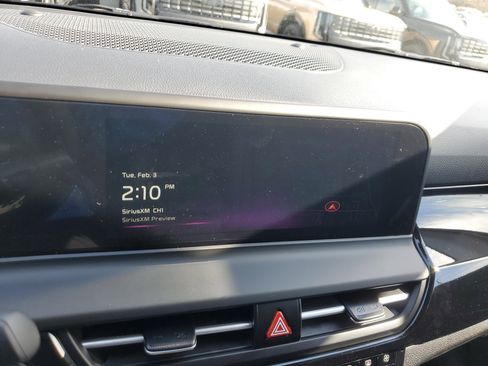 Tue, Feb. 3
2:10 PM
SiriusXM CH1
SiriusXM Preview